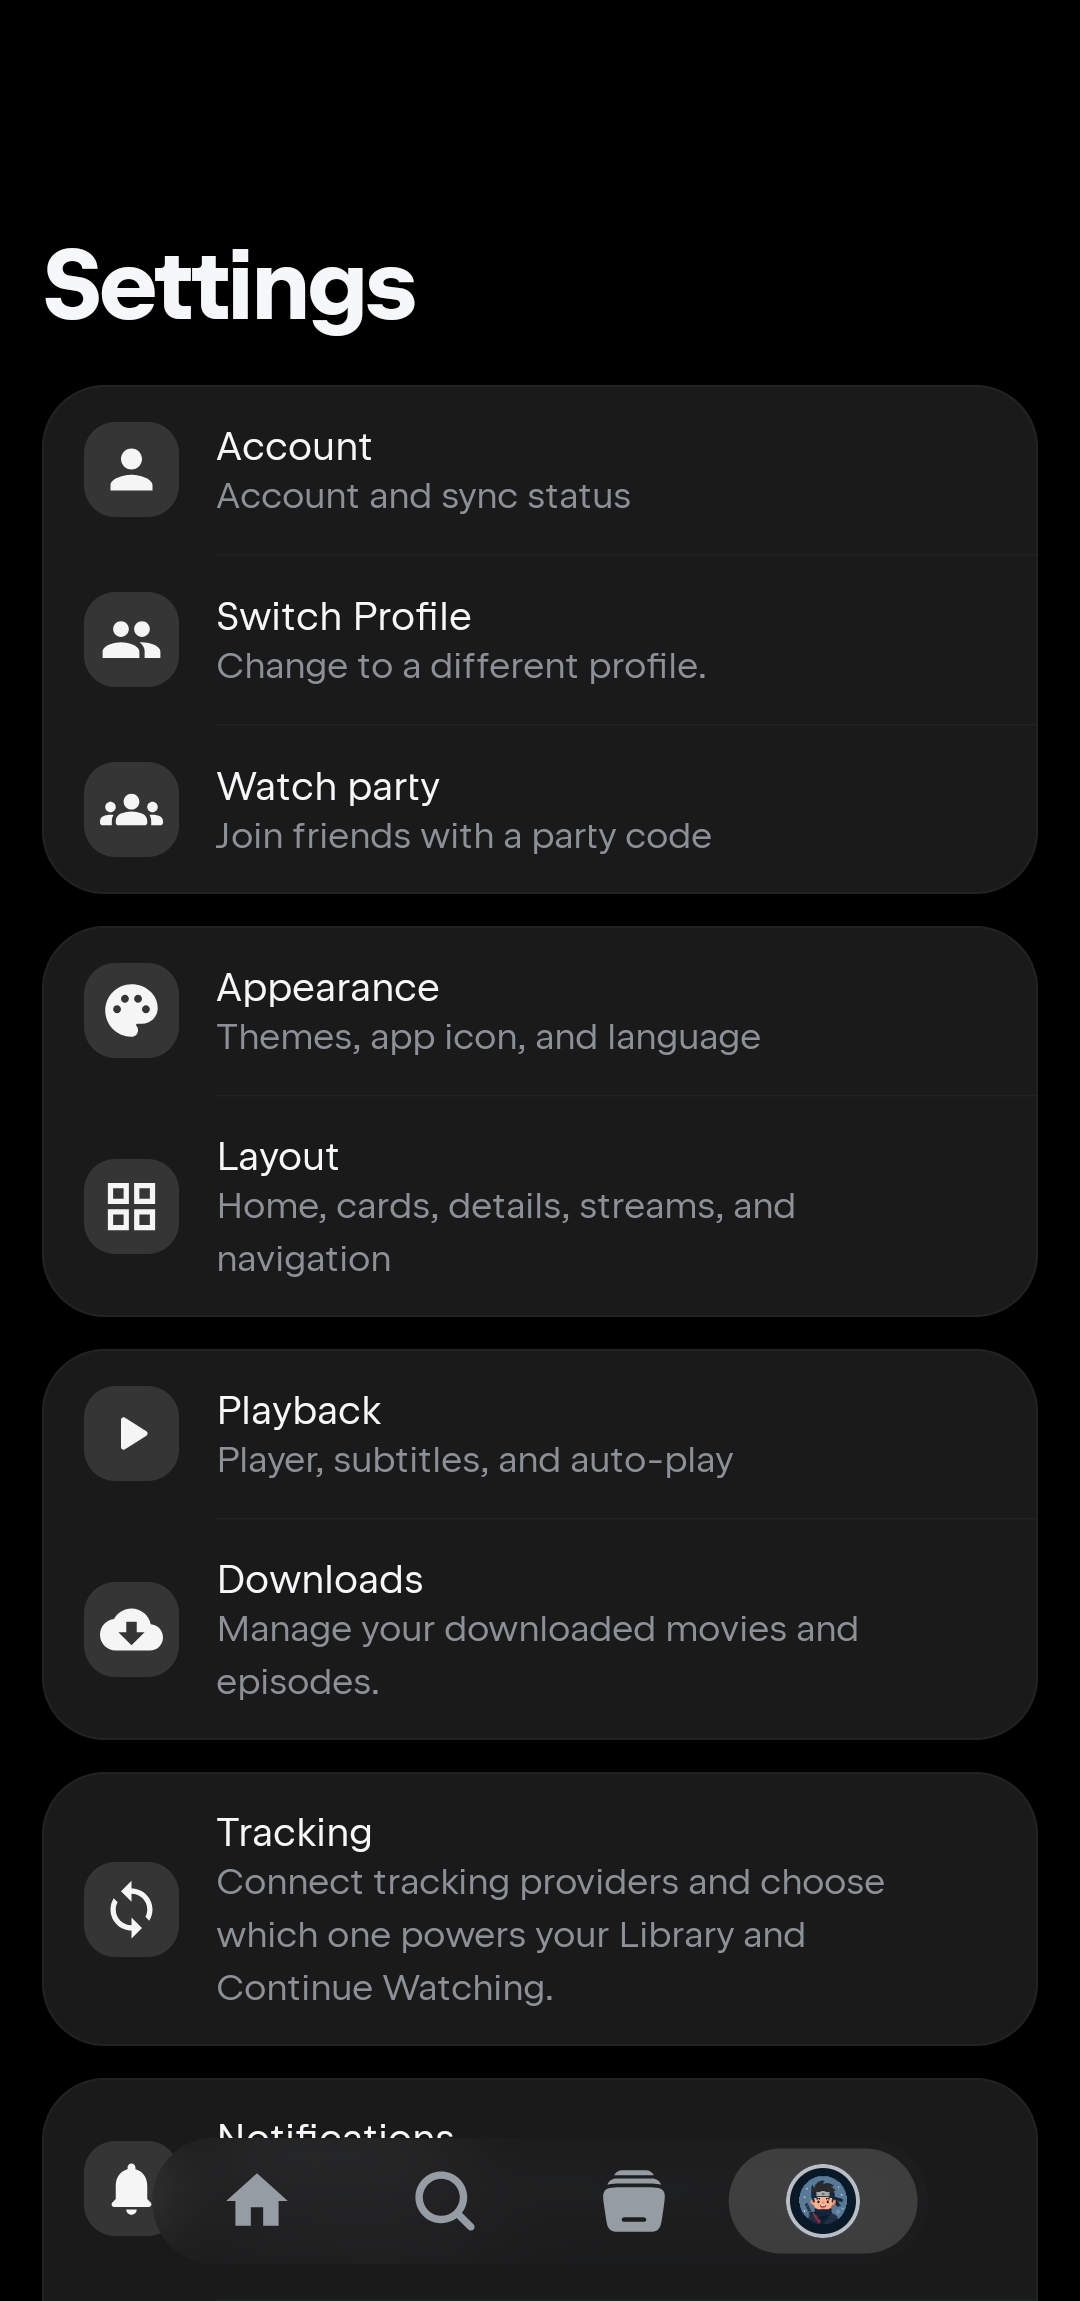 Settings
Account
Account and sync status
Switch Profile
Change to a different profile.
Watch party
Join friends with a party code
Appearance
Themes, app icon, and language
Layout
Home, cards, details, streams, and
navigation
Playback
Player, subtitles, and auto-play
Downloads
Manage your downloaded movies and
episodes.
Tracking
Connect tracking providers and choose
which one powers your Library and
Continue Watching.
Notifications